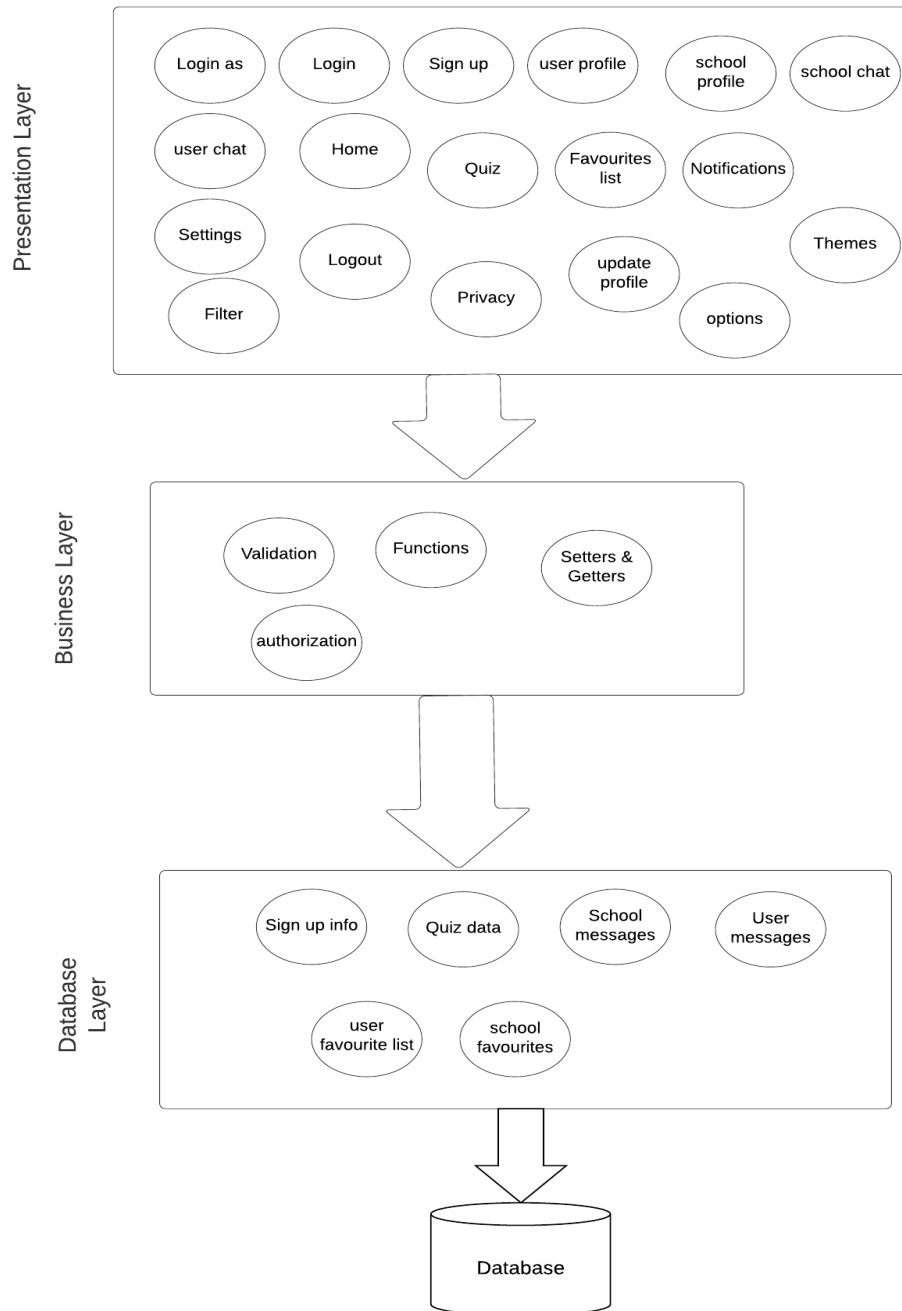 Presentation Layer
Login as
Login
Sign up
user profile
school
profile
school chat
user chat
Home
Quiz
Favourites
list
Notifications
Settings
Logout
Themes
update
profile
Privacy
Filter
options
Business Layer
Validation
Functions
Setters &
Getters
authorization
Database
Layer
Sign up info
Quiz data
School
messages
User
messages
user
favourite list
school
favourites
Database